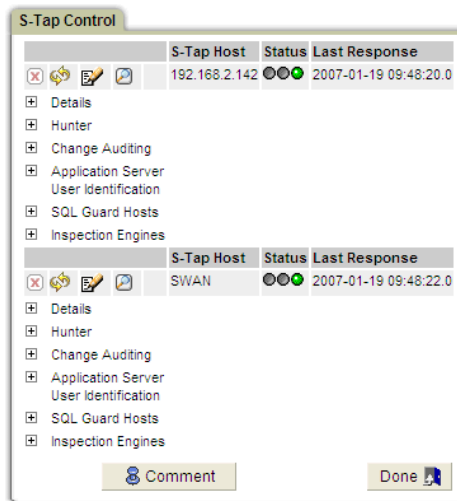 S-Tap Control
S-Tap Host Status Last Response
192.168.2.142 2007-01-19 09:48:20.0
Details
Hunter
Change Auditing
Application Server
User Identification
SQL Guard Hosts
Inspection Engines
S-Tap Host Status Last Response
SWAN 2007-01-19 09:48:22.0
Details
Hunter
Change Auditing
Application Server
User Identification
SQL Guard Hosts
Inspection Engines
Comment Done